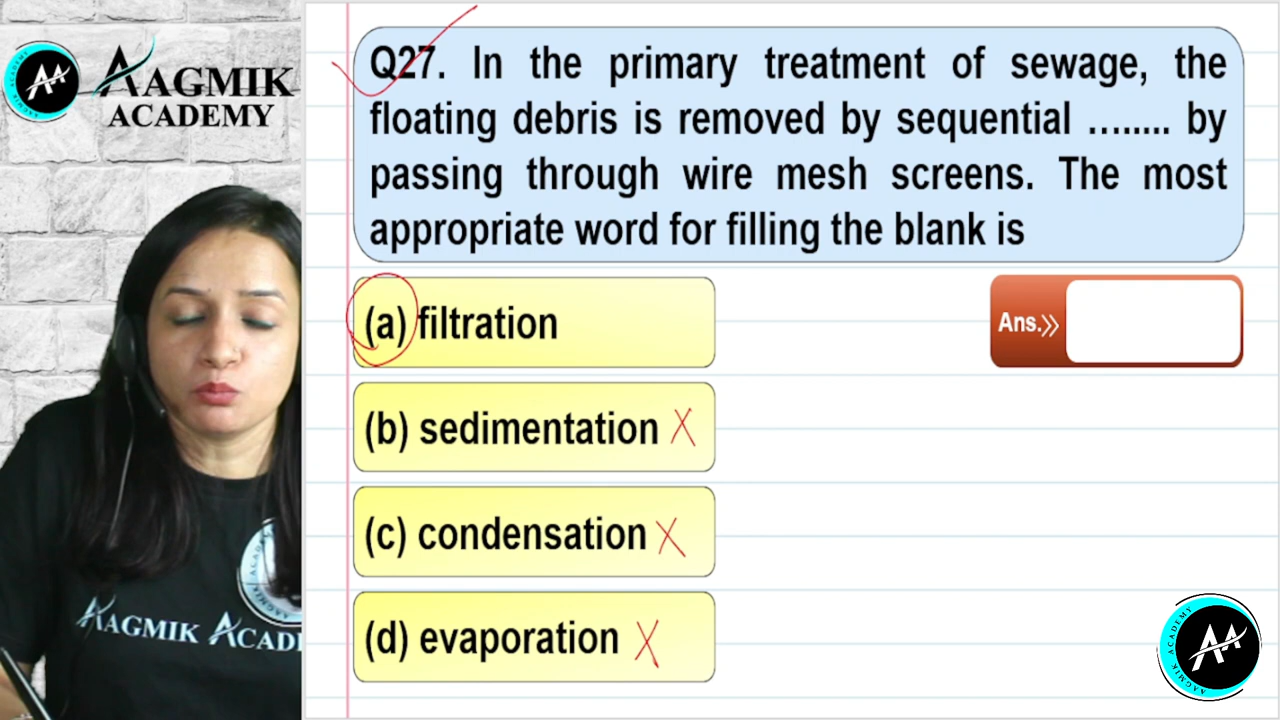 AAGMIK
ACADEMY
Q27. In the primary treatment of sewage, the
floating debris is removed by sequential …...... by
passing through wire mesh screens. The most
appropriate word for filling the blank is
(a) filtration
Ans.
(b) sedimentation
(c) condensation
(d) evaporation
AAGMIK ACADE